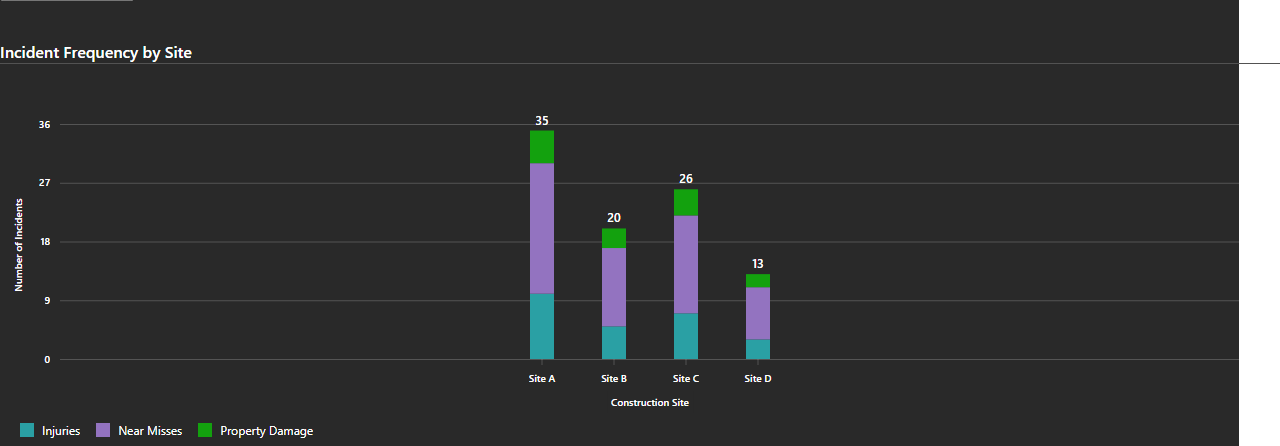 Incident Frequency by Site
36
27
18
9
0
Number of Incidents
35
20
26
13
Site A
Site B
Site C
Site D
Construction Site
Injuries
Near Misses
Property Damage